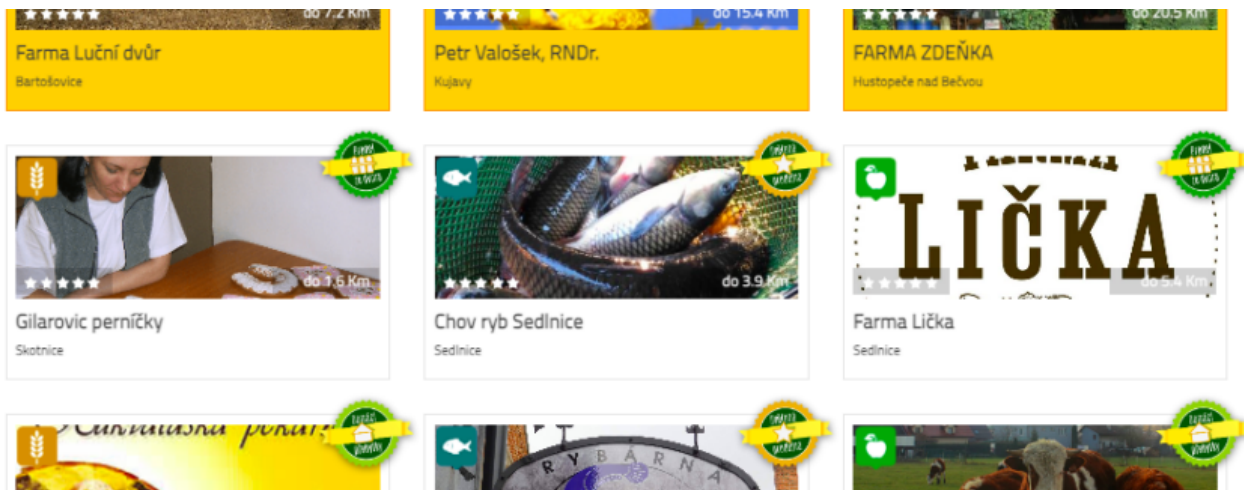 do 7.2 Km
do 15.4 Km
do 20.5 Km
Farma Luční dvůr
Petr Valošek, RNDr.
FARMA ZDEŇKA
Bartošovice
Kujavy
Hustopeče nad Bečvou
LIČKA
do 1.6 Km
do 3.9 Km
do 5.4 Km
Gilarovic perníčky
Chov ryb Sedlnice
Farma Lička
Skotnice
Sedlnice
Sedlnice
RYBÁRNA